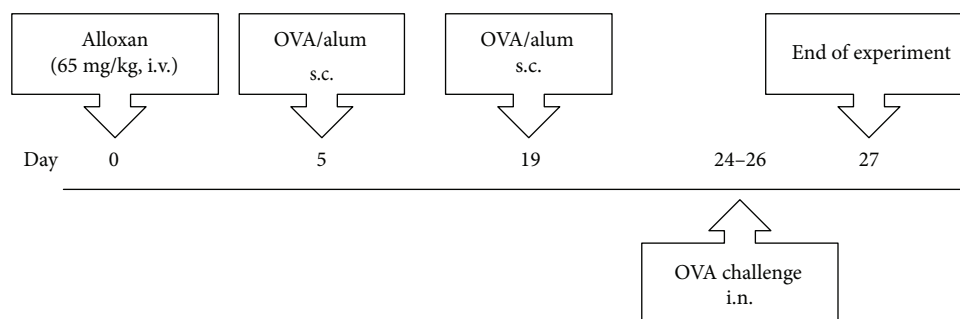 Alloxan
(65 mg/kg, i.v.)
OVA/alum
s.c.
OVA/alum
s.c.
End of experiment
Day 0 5 19 24–26 27
OVA challenge
i.n.